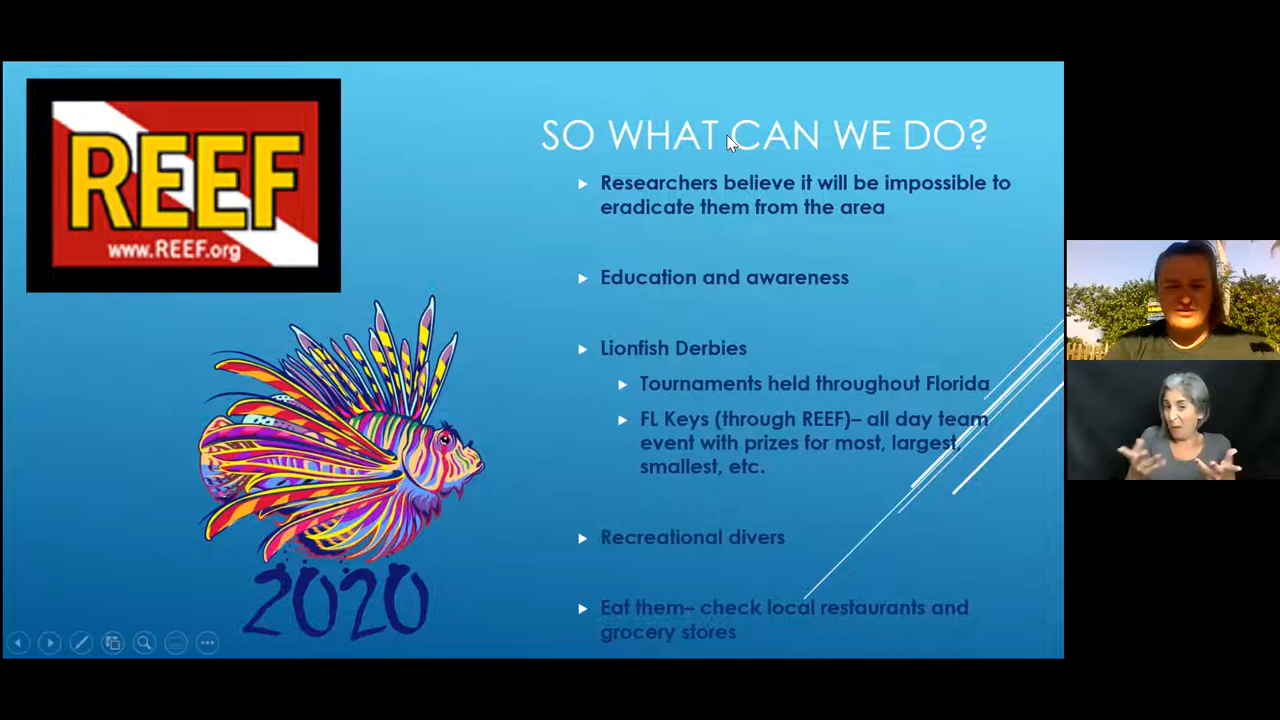 REEF
www.REEF.org
SO WHAT CAN WE DO?
Researchers believe it will be impossible to
eradicate them from the area
Education and awareness
Lionfish Derbies
Tournaments held throughout Florida
FL Keys (through REEF)– all day team
event with prizes for most, largest,
smallest, etc.
Recreational divers
Eat them– check local restaurants and
grocery stores
2020